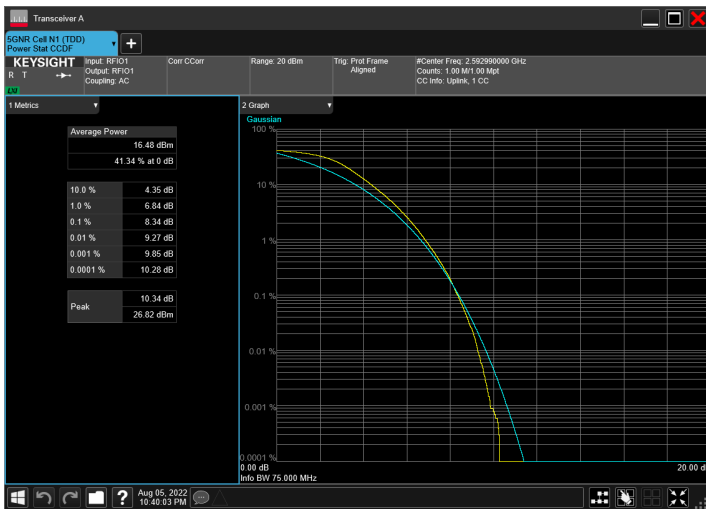 Transceiver A
5GNR Cell N1 (TDD)
Power Stat CCDF
KEYSIGHT
R T
LXI
Input: RFIO1
Output: RFIO1
Coupling: AC
Corr CCorr
Range: 20 dBm
Trig: Prot Frame
Aligned
#Center Freq: 2.592990000 GHz
Counts: 1.00 M/1.00 Mpt
CC Info: Uplink, 1 CC
1 Metrics
Average Power
16.48 dBm
41.34 % at 0 dB
10.0 % 4.35 dB
1.0 % 6.84 dB
0.1 % 8.34 dB
0.01 % 9.27 dB
0.001 % 9.85 dB
0.0001 % 10.28 dB
Peak
10.34 dB
26.82 dBm
2 Graph
Gaussian
100 %
10 %
1 %
0.1 %
0.01 %
0.001 %
0.0001 %
0.00 dB
20.00 d
Info BW 75.000 MHz
Aug 05, 2022
10:40:03 PM